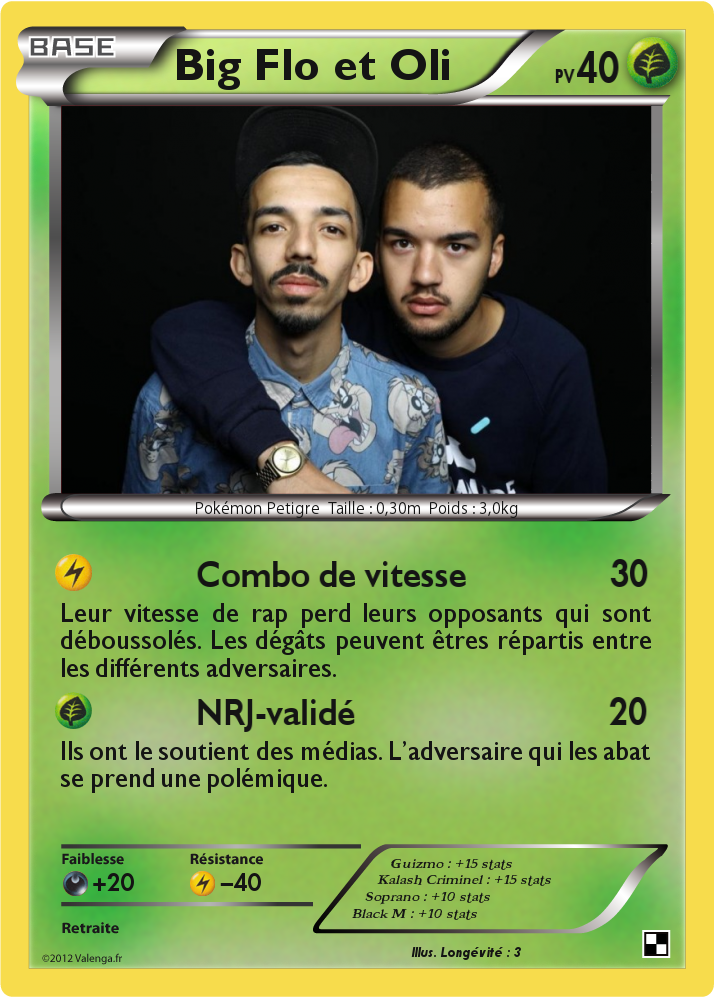 BASE
Big Flo et Oli
PV 40
Pokémon Petigre Taille : 0,30m Poids : 3,0kg
Combo de vitesse 30
Leur vitesse de rap perd leurs opposants qui sont
déboussolés. Les dégâts peuvent êtres répartis entre
les différents adversaires.
NRJ-validé 20
Ils ont le soutient des médias. L’adversaire qui les abat
se prend une polémique.
Faiblesse Résistance
+20 −40
Guizmo : +15 stats
Kalash Criminel : +15 stats
Soprano : +10 stats
Black M : +10 stats
Retraite
Illus. Longévité : 3
©2012 Valenga.fr